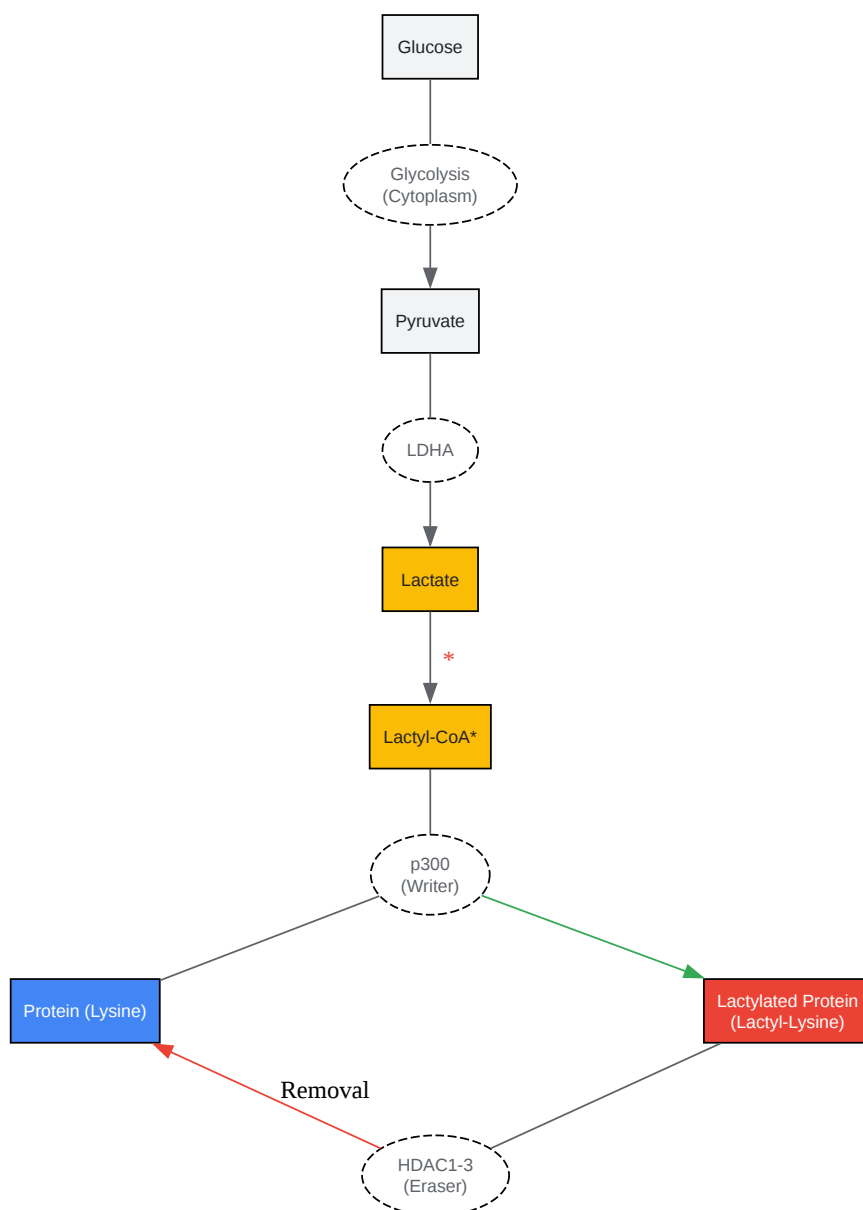 Glucose
Glycolysis
(Cytoplasm)
Pyruvate
LDHA
Lactate
*
Lactyl-CoA*
p300
(Writer)
Protein (Lysine)
Lactylated Protein
(Lactyl-Lysine)
Removal
HDAC1-3
(Eraser)